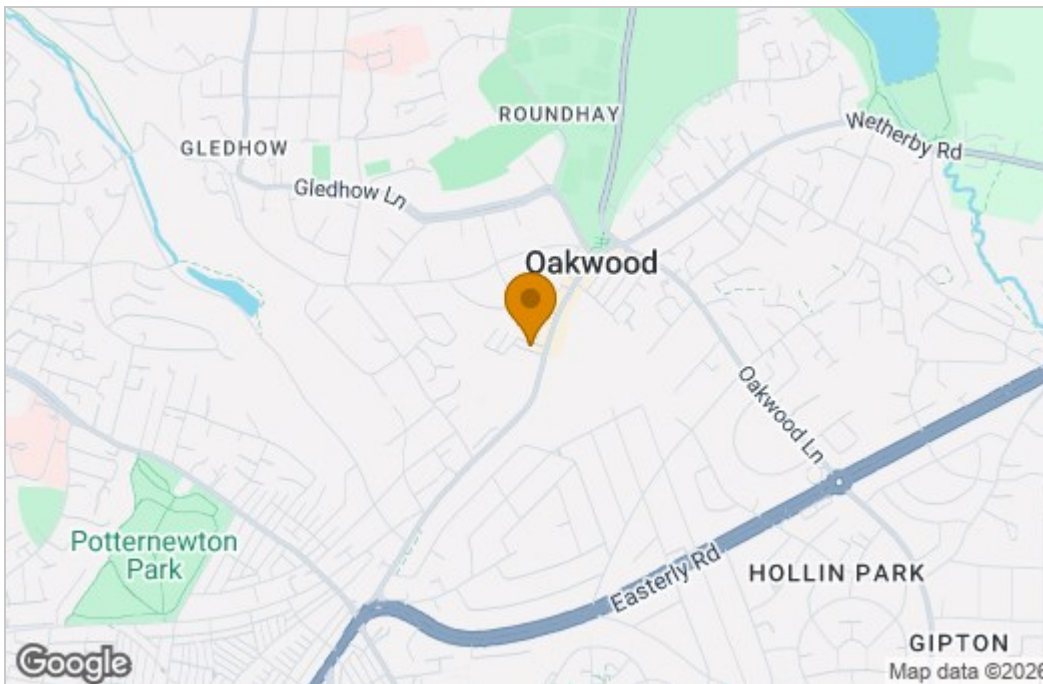 ROUNDHAY
GLEDHOW
Wetherby Rd
Gledhow Ln
Oakwood
Oakwood Ln
Potternewton
Park
Easterly Rd
HOLLIN PARK
GIPTON
Google
Map data ©2026